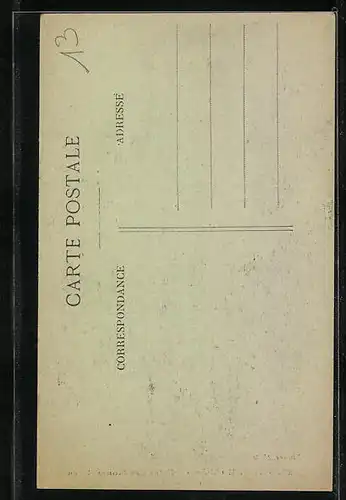 13
CARTE POSTALE
CORRESPONDANCE
ADRESSE